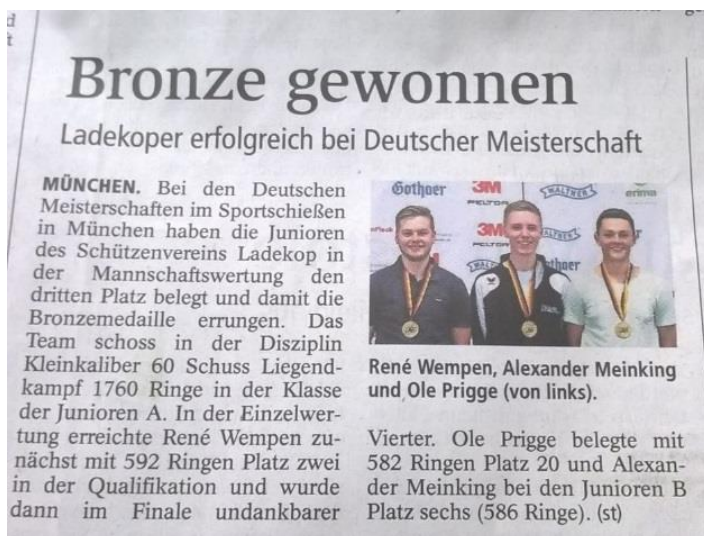 Bronze gewonnen
Ladekoper erfolgreich bei Deutscher Meisterschaft
MÜNCHEN. Bei den Deutschen
Meisterschaften im Sportschießen
in München haben die Junioren
des Schützenvereins Ladekop in
der Mannschaftswertung den
dritten Platz belegt und damit die
Bronzemedaille errungen. Das
Team schoss in der Disziplin
Kleinkaliber 60 Schuss Liegend-
kampf 1760 Ringe in der Klasse
der Junioren A. In der Einzelwer-
tung erreichte René Wempen zu-
nächst mit 592 Ringen Platz zwei
in der Qualifikation und wurde
dann im Finale undankbarer
Gothaer 3M WALTHER erima
PELTOR
3M
PELTOR WALTHER
René Wempen, Alexander Meinking
und Ole Prigge (von links).
Vierter. Ole Prigge belegte mit
582 Ringen Platz 20 und Alexan-
der Meinking bei den Junioren B
Platz sechs (586 Ringe). (st)